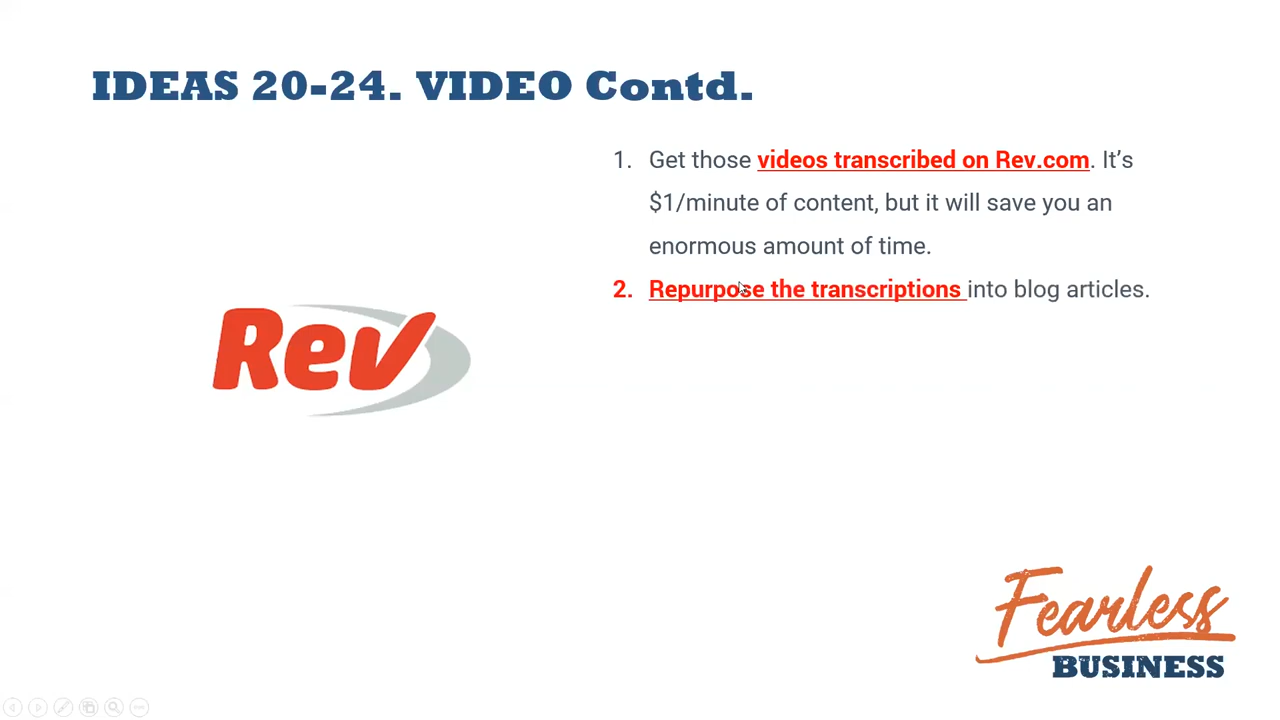 IDEAS 20-24. VIDEO Contd.
1. Get those videos transcribed on Rev.com. It’s
$1/minute of content, but it will save you an
enormous amount of time.
2. Repurpose the transcriptions into blog articles.
Rev
Fearless
BUSINESS